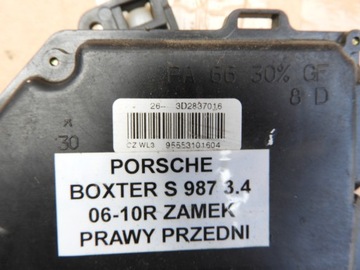 PA 66 30% GF
8 D
30
26-- 3D2837016
CZ WL3 95553101604
PORSCHE
BOXTER S 987 3.4
06-10R ZAMEK
PRAWY PRZEDNI